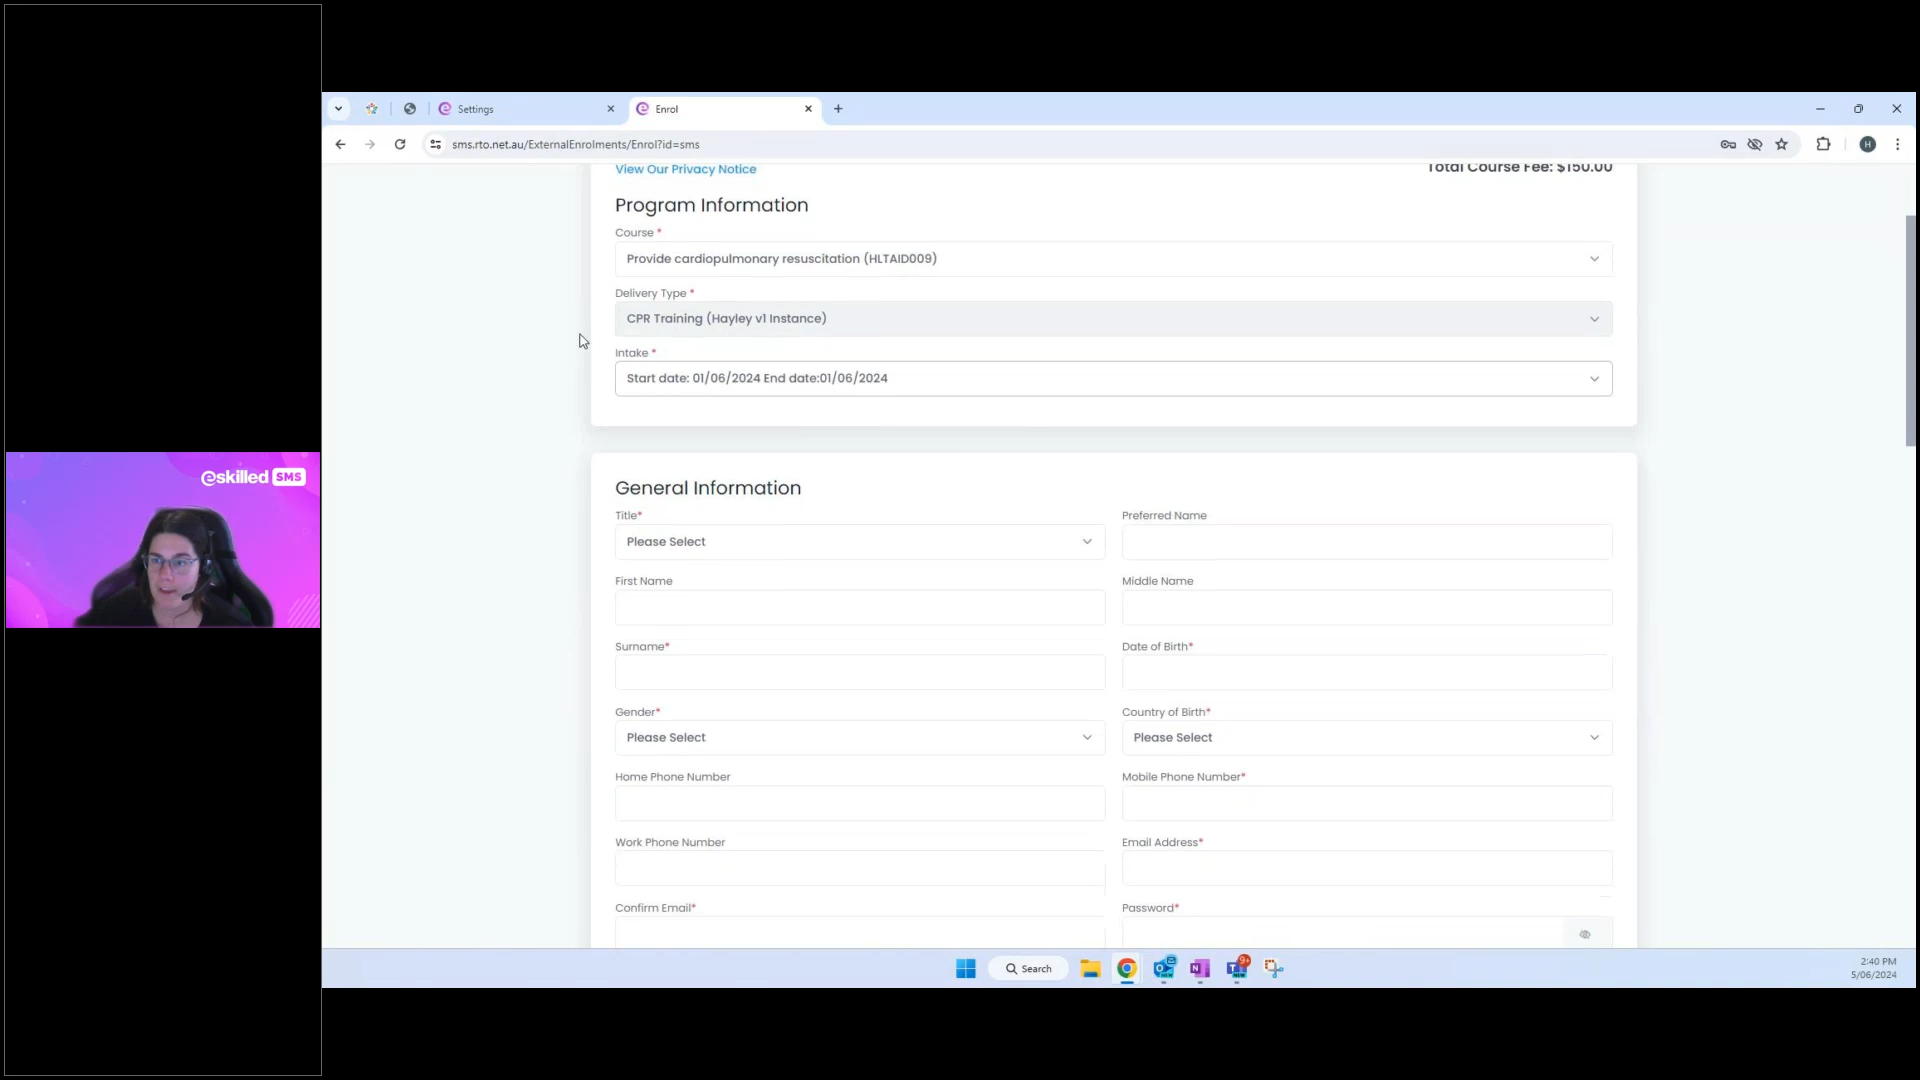 Settings
Enrol
sms.rto.net.au/ExternalEnrolments/Enrol?id=sms
H
View Our Privacy Notice
Total Course Fee: $150.00
Program Information
Course *
Provide cardiopulmonary resuscitation (HLTAID009)
Delivery Type *
CPR Training (Hayley v1 Instance)
Intake *
Start date: 01/06/2024 End date:01/06/2024
eskilled SMS
General Information
Title*
Preferred Name
Please Select
First Name
Middle Name
Surname*
Date of Birth*
Gender*
Country of Birth*
Please Select
Please Select
Home Phone Number
Mobile Phone Number*
Work Phone Number
Email Address*
Confirm Email*
Password*
Search
9+
2:40 PM
5/06/2024